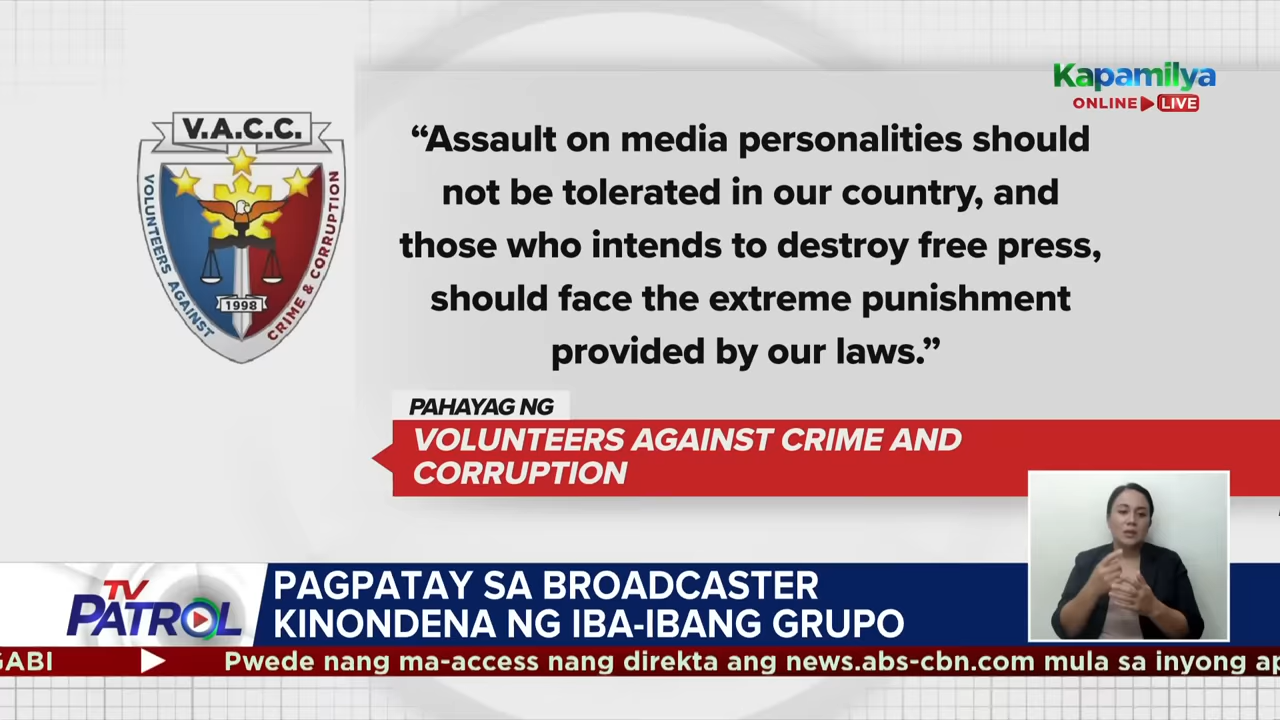 Kapamilya
ONLINE LIVE
V.A.C.C.
VOLUNTEERS AGAINST
CRIME & CORRUPTION
1998
“Assault on media personalities should
not be tolerated in our country, and
those who intends to destroy free press,
should face the extreme punishment
provided by our laws.”
PAHAYAG NG
VOLUNTEERS AGAINST CRIME AND
CORRUPTION
TV
PATROL
PAGPATAY SA BROADCASTER
KINONDENA NG IBA-IBANG GRUPO
GABI Pwede nang ma-access nang direkta ang news.abs-cbn.com mula sa inyong